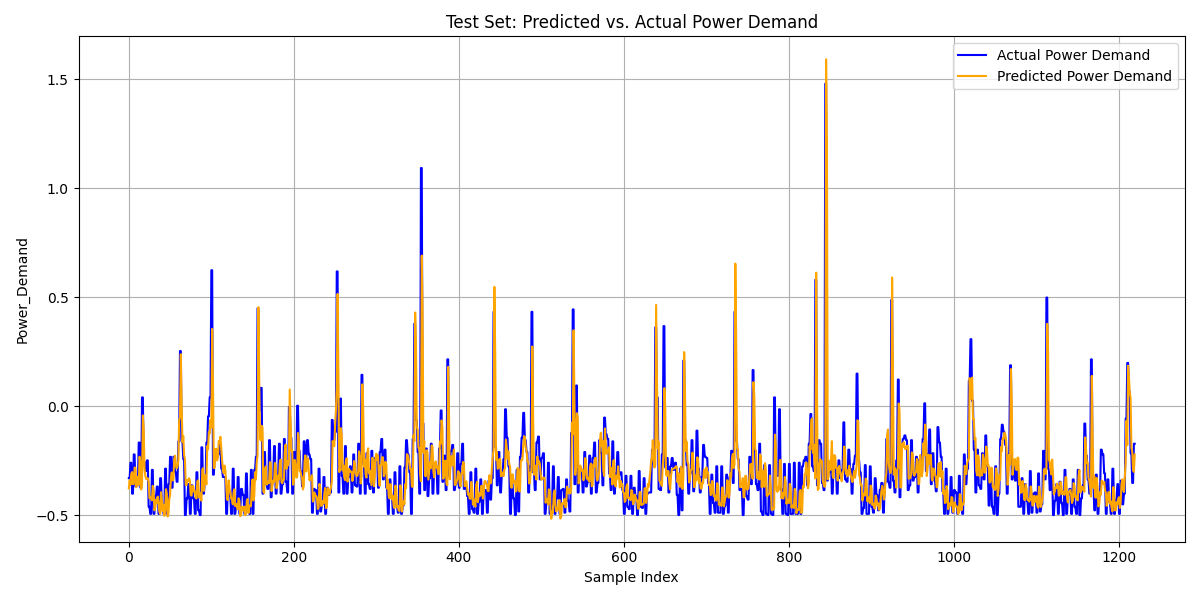 Test Set: Predicted vs. Actual Power Demand
Actual Power Demand
Predicted Power Demand
Power_Demand
1.5
1.0
0.5
0.0
−0.5
0
200
400
600
800
1000
1200
Sample Index